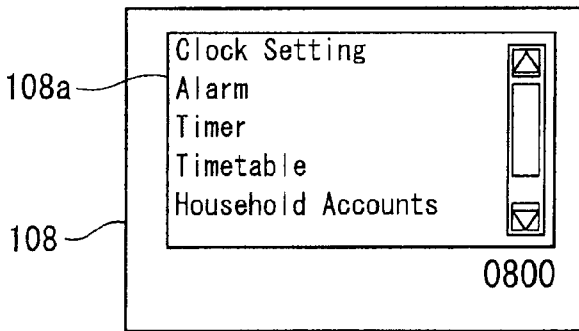 Clock Setting
108a
Alarm
Timer
Timetable
Household Accounts
108
0800